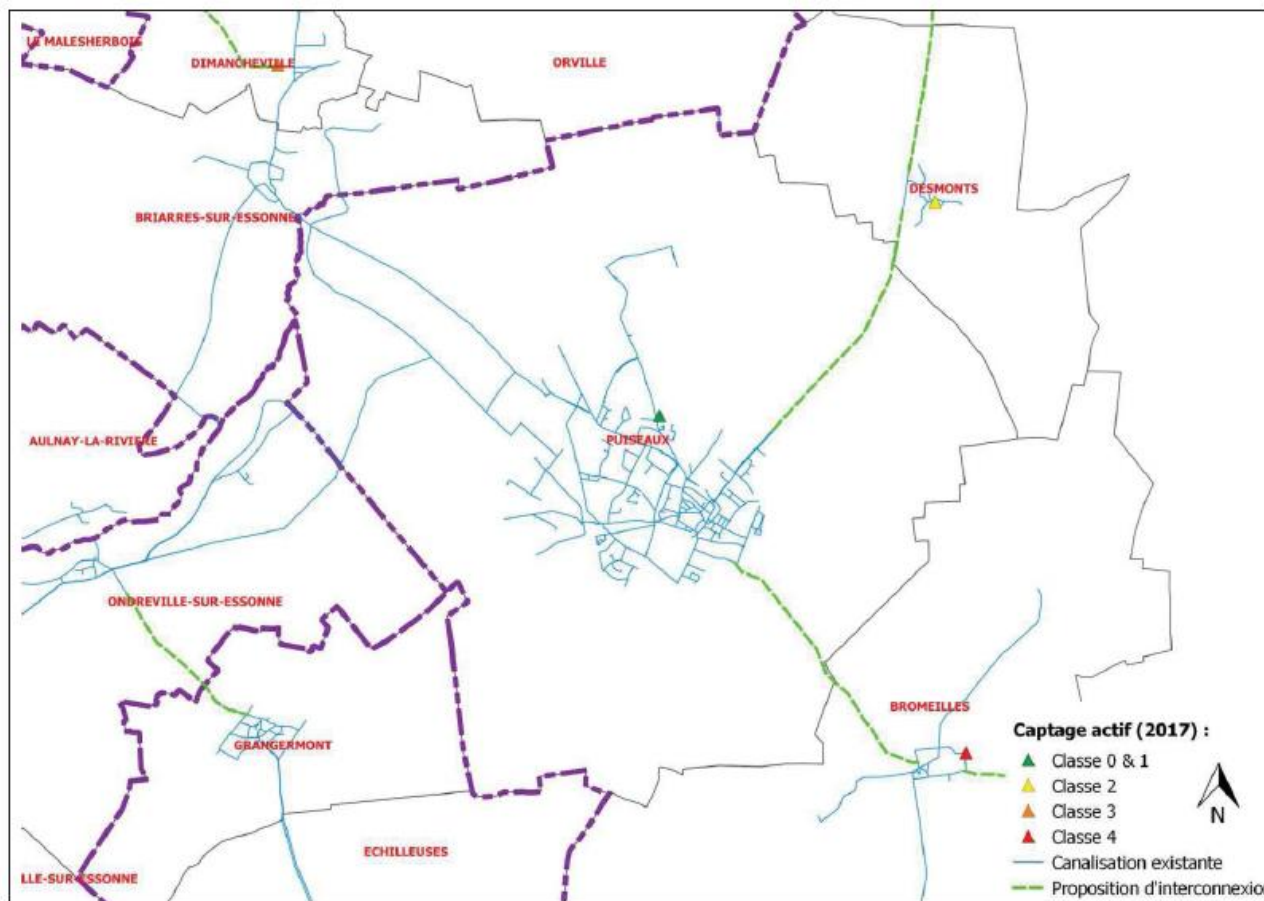 LE MALESHERBOIS
DIMANCHEVILLE
ORVILLE
DESMONTS
BRIARRES-SUR-ESSONNE
AULNAY-LA-RIVIERE
PUISEAUX
ONDREVILLE-SUR-ESSONNE
BROMEILLES
GRANGERMONT
ECHILLEUSES
LLE-SUR-ESSONNE
Captage actif (2017) :
Classe 0 & 1
Classe 2
Classe 3
Classe 4
Canalisation existante
Proposition d'interconnexion
N